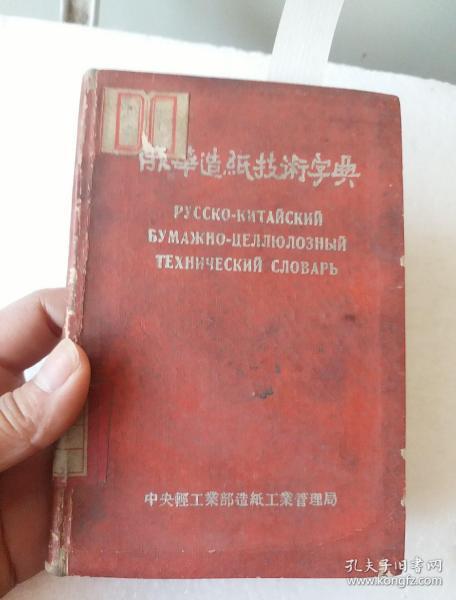 俄華造紙技術字典
РУССКО-КИТАЙСКИЙ
БУМАЖНО-ЦЕЛЛЮЛОЗНЫЙ
ТЕХНИЧЕСКИЙ СЛОВАРЬ
中央輕工業部造紙工業管理局
孔夫子旧书网
www.kongfz.com